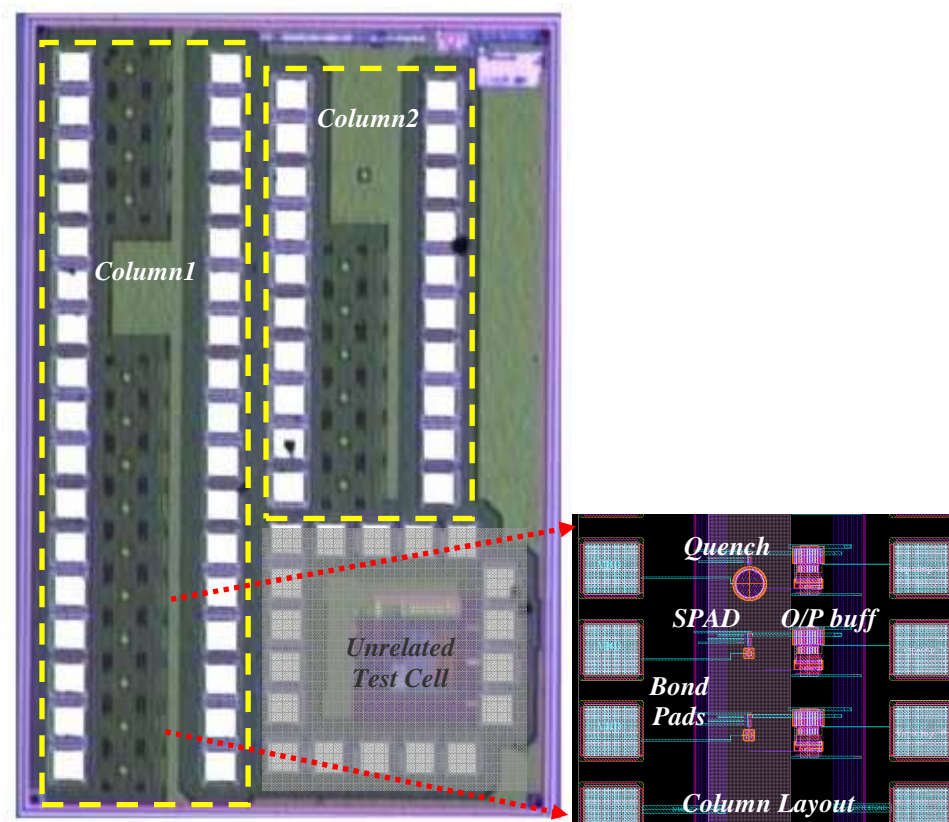 Column1
Column2
Unrelated
Test Cell
Quench
SPAD
O/P buff
Bond
Pads
Column Layout